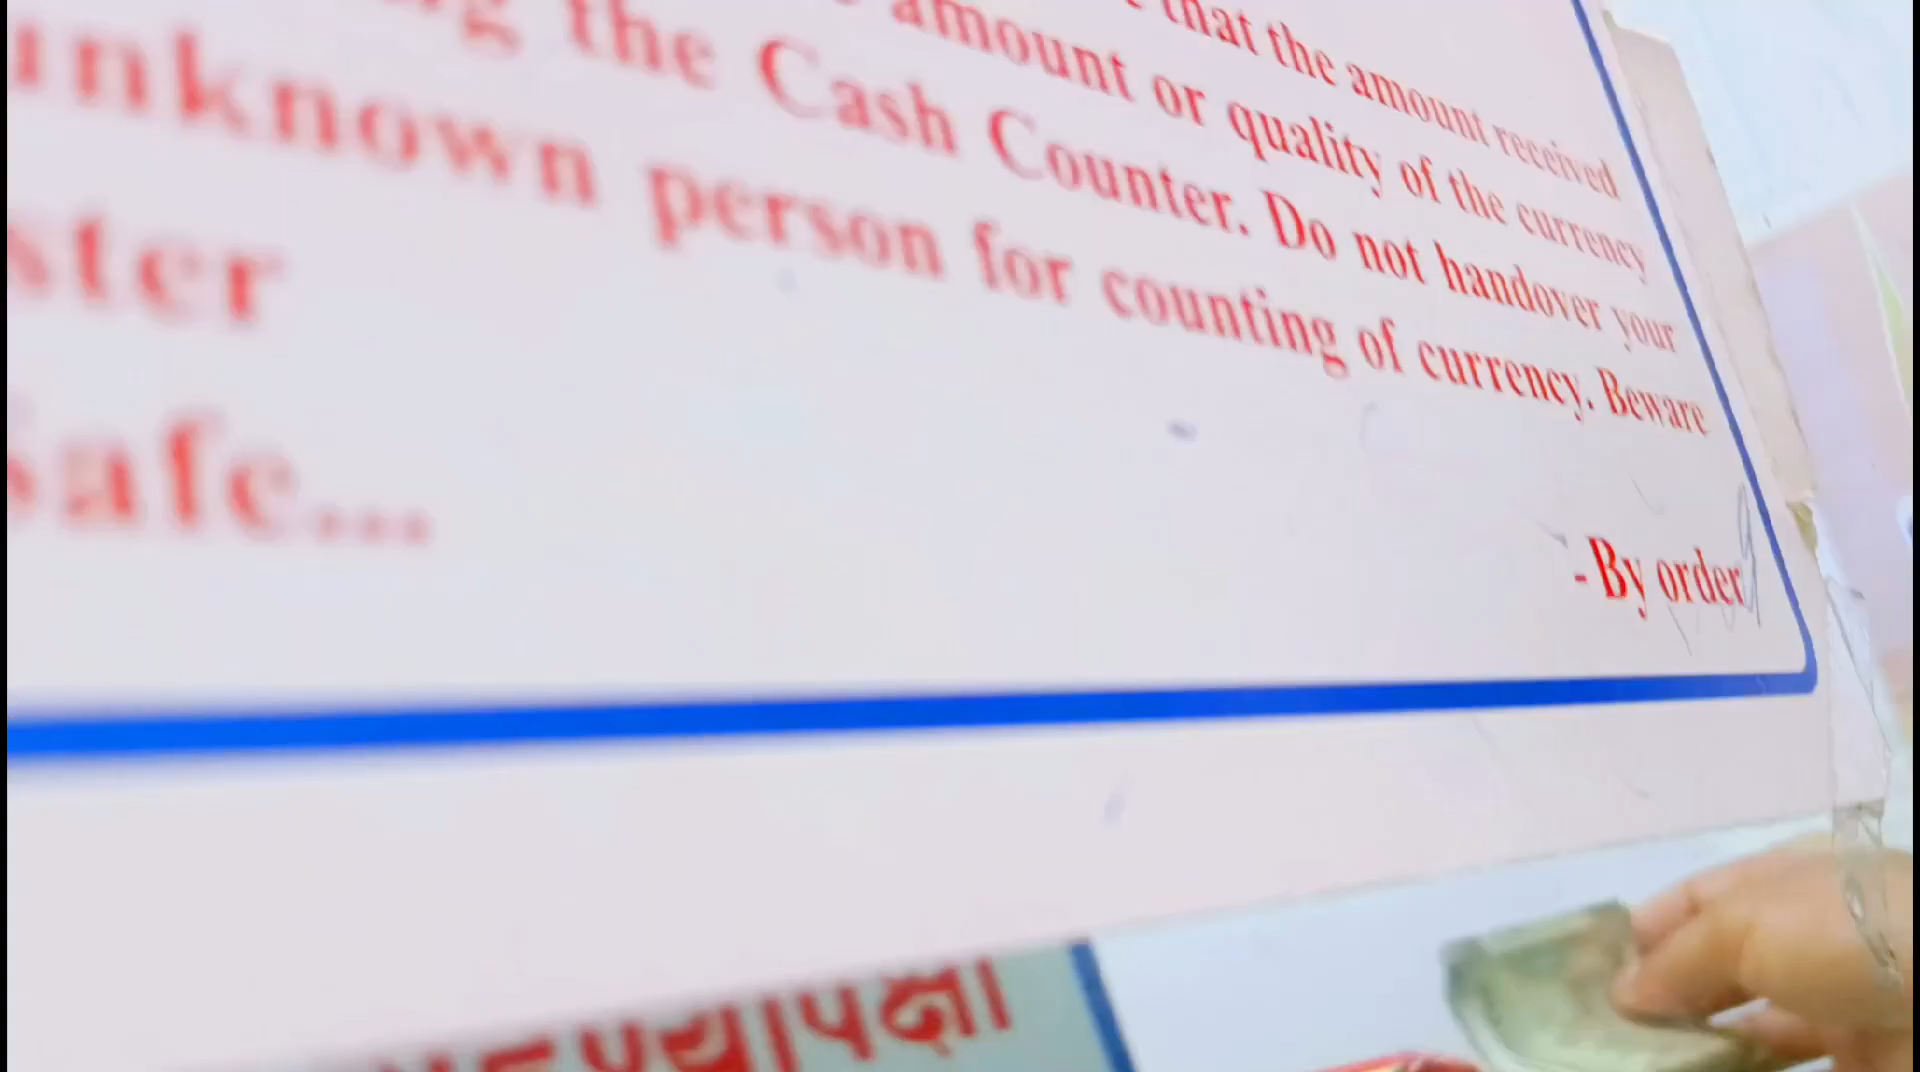 that the amount received
amount or quality of the currency
the Cash Counter. Do not handover your
unknown person for counting of currency. Beware
Safe...
- By order